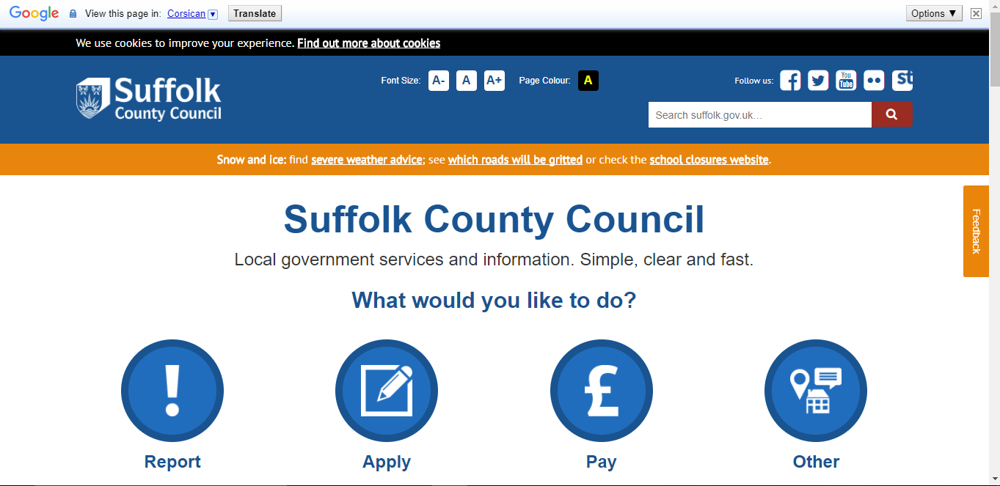 Google View this page in: Corsican ▼ Translate Options ▼
We use cookies to improve your experience. Find out more about cookies
Suffolk
County Council
Font Size: A- A A+ Page Colour: A Follow us: You Tube St
Search suffolk.gov.uk...
Snow and ice: find severe weather advice; see which roads will be gritted or check the school closures website.
Feedback
Suffolk County Council
Local government services and information. Simple, clear and fast.
What would you like to do?
! £
Report Apply Pay Other